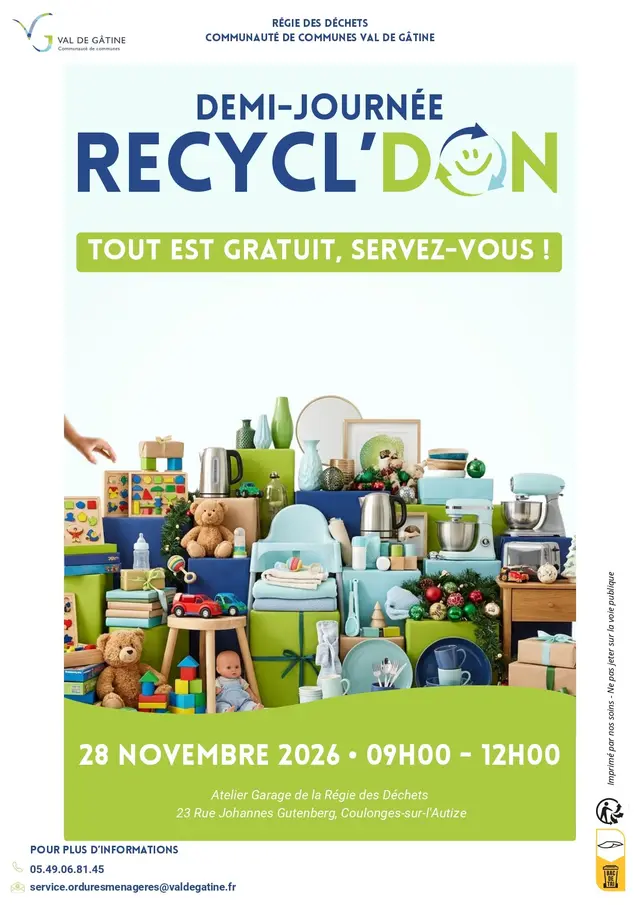 RÉGIE DES DÉCHETS
COMMUNAUTÉ DE COMMUNES VAL DE GÂTINE
VAL DE GÂTINE
Communauté de communes
DEMI-JOURNÉE
RECYCL'DON
TOUT EST GRATUIT, SERVEZ-VOUS !
28 NOVEMBRE 2026 • 09H00 - 12H00
Atelier Garage de la Régie des Déchets
23 Rue Johannes Gutenberg, Coulonges-sur-l'Autize
Imprimé par nos soins - Ne pas jeter sur la voie publique
POUR PLUS D'INFORMATIONS
05.49.06.81.45
service.orduresmenageres@valdegatine.fr
BAC
DE
TRI